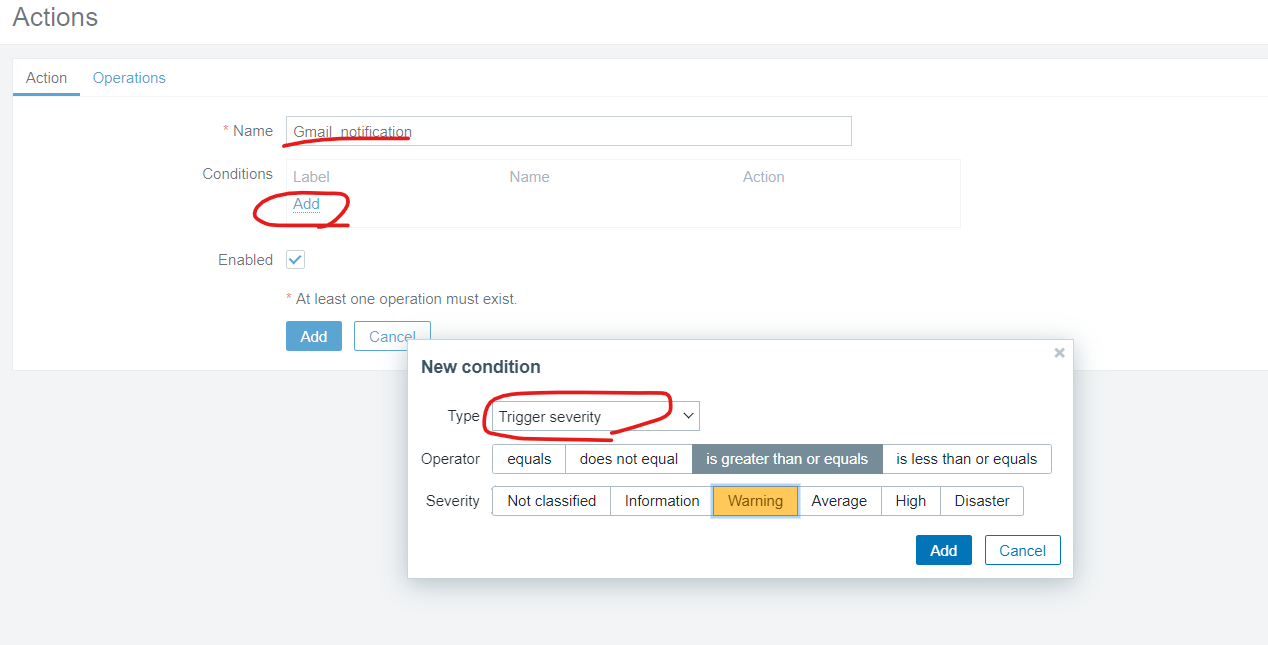 Actions
Action Operations
* Name Gmail_notification
Conditions Label Name Action
Add
Enabled
* At least one operation must exist.
Add Cancel
New condition
Type Trigger severity
Operator equals does not equal is greater than or equals is less than or equals
Severity Not classified Information Warning Average High Disaster
Add Cancel